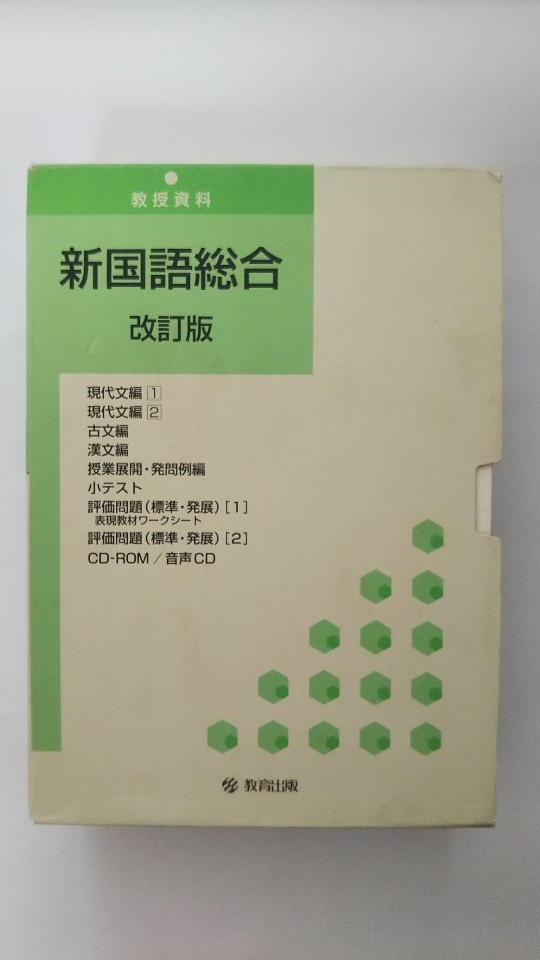 教授資料
新国語総合
改訂版
現代文編 1
現代文編 2
古文編
漢文編
授業展開・発問例編
小テスト
評価問題(標準・発展)[1]
表現教材ワークシート
評価問題(標準・発展)[2]
CD-ROM/音声CD
教育出版